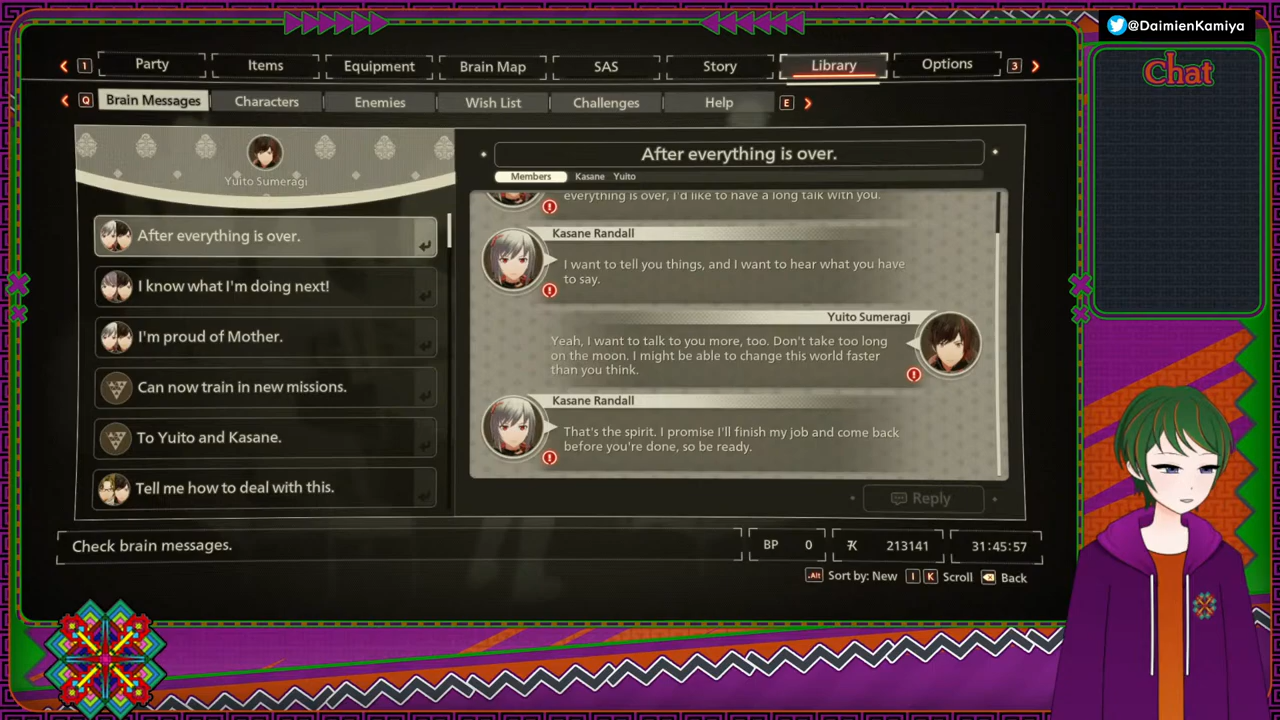 @DaimienKamiya
1 Party Items Equipment Brain Map SAS Story Library Options 3
Chat
Q Brain Messages Characters Enemies Wish List Challenges Help E
Yuito Sumeragi
After everything is over.
I know what I'm doing next!
I'm proud of Mother.
Can now train in new missions.
To Yuito and Kasane.
Tell me how to deal with this.
After everything is over.
Members Kasane Yuito
everything is over, I'd like to have a long talk with you.
Kasane Randall
I want to tell you things, and I want to hear what you have
to say.
Yuito Sumeragi
Yeah, I want to talk to you more, too. Don't take too long
on the moon. I might be able to change this world faster
than you think.
Kasane Randall
That's the spirit. I promise I'll finish my job and come back
before you're done, so be ready.
Reply
Check brain messages.
BP 0 K 213141 31:45:57
Alt Sort by: New I K Scroll Back